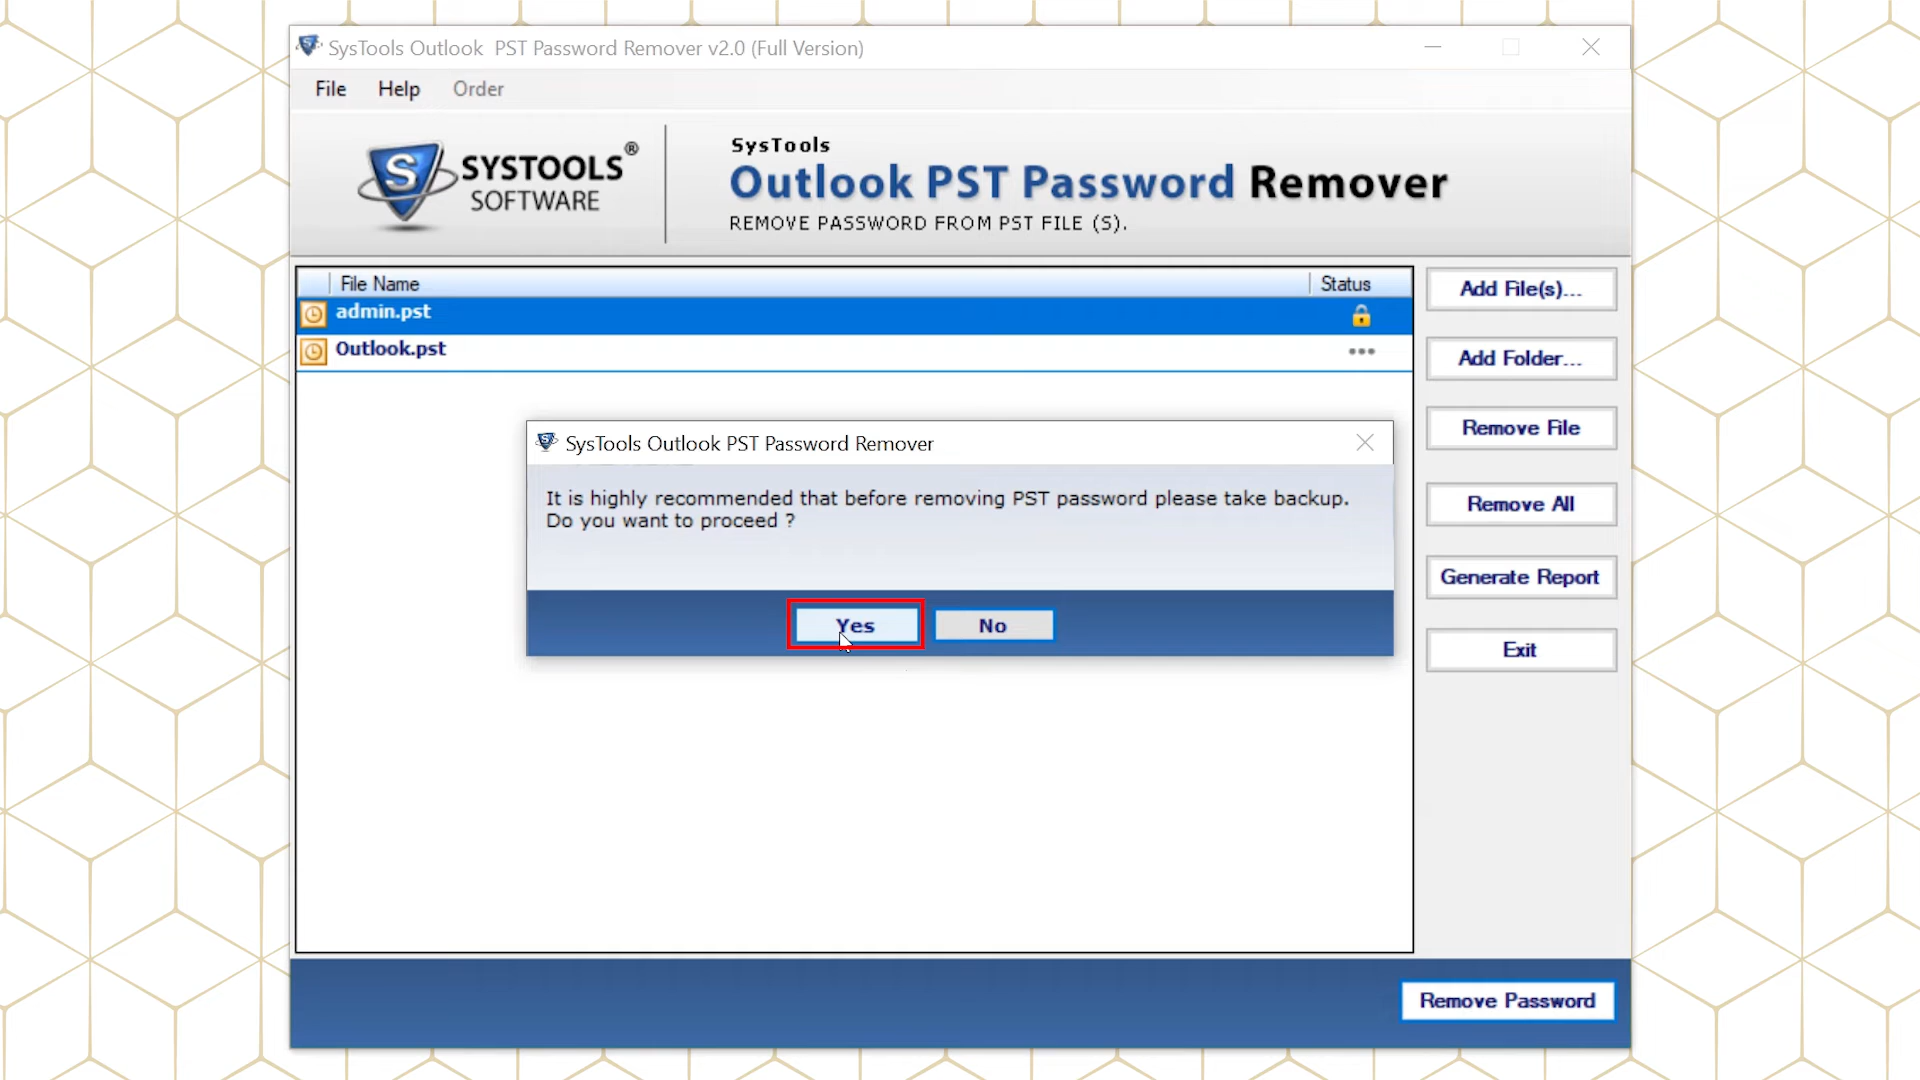 SysTools Outlook PST Password Remover v2.0 (Full Version)
File Help Order
SYSTOOLS®
SOFTWARE
SysTools
Outlook PST Password Remover
REMOVE PASSWORD FROM PST FILE (S).
File Name Status
admin.pst
Outlook.pst
Add File(s)...
Add Folder...
Remove File
Remove All
Generate Report
Exit
SysTools Outlook PST Password Remover
It is highly recommended that before removing PST password please take backup.
Do you want to proceed ?
Yes No
Remove Password